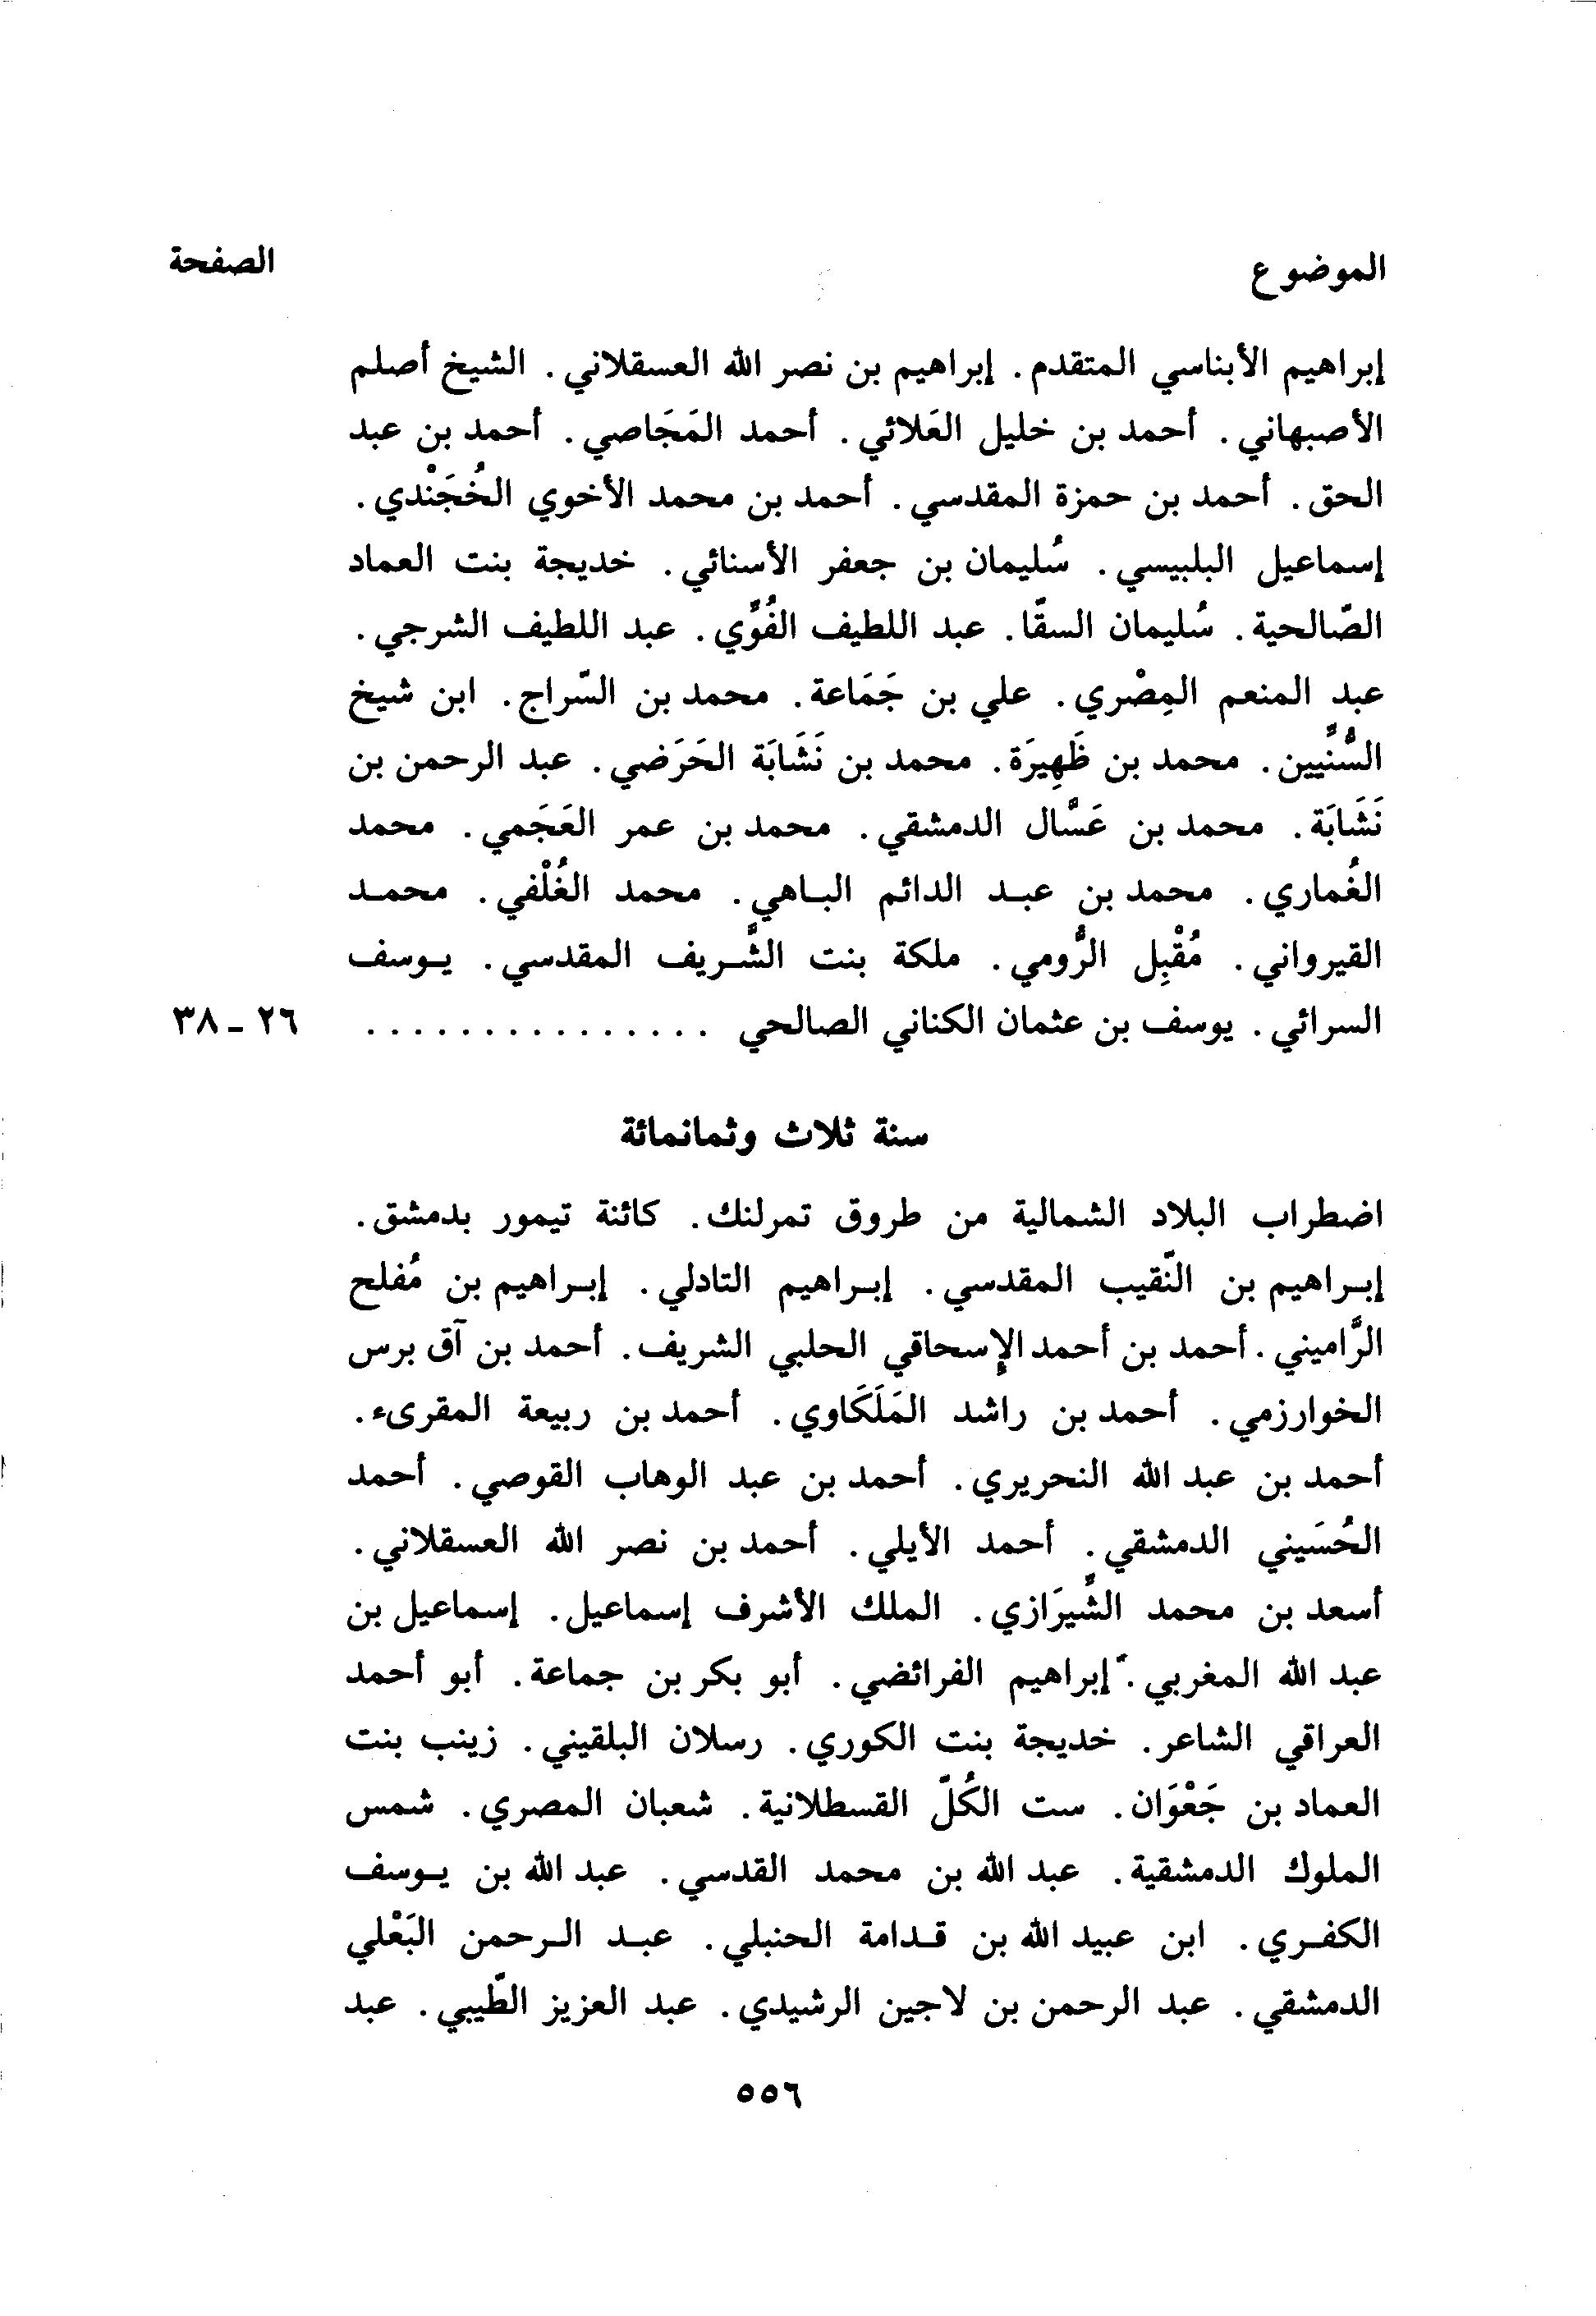 الموضوع الصفحة
إبراهيم الأبناسي المتقدم. إبراهيم بن نصر الله العسقلاني. الشيخ أصلم
الأصبهاني. أحمد بن خليل العَلائي. أحمد المَجَاصي. أحمد بن عبد
الحق. أحمد بن حمزة المقدسي. أحمد بن محمد الأخوي الخُجَنْدي.
إسماعيل البلبيسي. سُليمان بن جعفر الأسنائي. خديجة بنت العماد
الصّالحية. سُليمان السقّا. عبد اللطيف الفُوِّي. عبد اللطيف الشرجي.
عبد المنعم المِصْري. علي بن جَمَاعة. محمد بن السّراج. ابن شيخ
السُّنِّيين. محمد بن ظَهِيرَة. محمد بن نَشَابَة الحَرَضي. عبد الرحمن بن
نَشَابَة. محمد بن عَسَّال الدمشقي. محمد بن عمر العَجَمي. محمد
الغُماري. محمد بن عبد الدائم الباهي. محمد الغُلْفي. محمد
القيرواني. مُقْبِل الرُّومي. ملكة بنت الشَّريف المقدسي. يوسف
السرائي. يوسف بن عثمان الكناني الصالحي ............... ٢٦ - ٣٨
سنة ثلاث وثمانمائة
اضطراب البلاد الشمالية من طروق تمرلنك. كائنة تيمور بدمشق.
إبراهيم بن النّقيب المقدسي. إبراهيم التادلي. إبراهيم بن مُفلح
الرَّاميني. أحمد بن أحمد الإسحاقي الحلبي الشريف. أحمد بن آق برس
الخوارزمي. أحمد بن راشد المَلَكَاوي. أحمد بن ربيعة المقرىء.
أحمد بن عبد الله النحريري. أحمد بن عبد الوهاب القوصي. أحمد
الحُسَيني الدمشقي. أحمد الأيلي. أحمد بن نصر الله العسقلاني.
أسعد بن محمد الشِّيرَازي. الملك الأشرف إسماعيل. إسماعيل بن
عبد الله المغربي. إبراهيم الفرائضي. أبو بكر بن جماعة. أبو أحمد
العراقي الشاعر. خديجة بنت الكوري. رسلان البلقيني. زينب بنت
العماد بن جَعْوَان. ست الكُلّ القسطلانية. شعبان المصري. شمس
الملوك الدمشقية. عبد الله بن محمد القدسي. عبد الله بن يوسف
الكفري. ابن عبيد الله بن قدامة الحنبلي. عبد الرحمن البَعْلي
الدمشقي. عبد الرحمن بن لاجين الرشيدي. عبد العزيز الطّيبي. عبد
٥٥٦